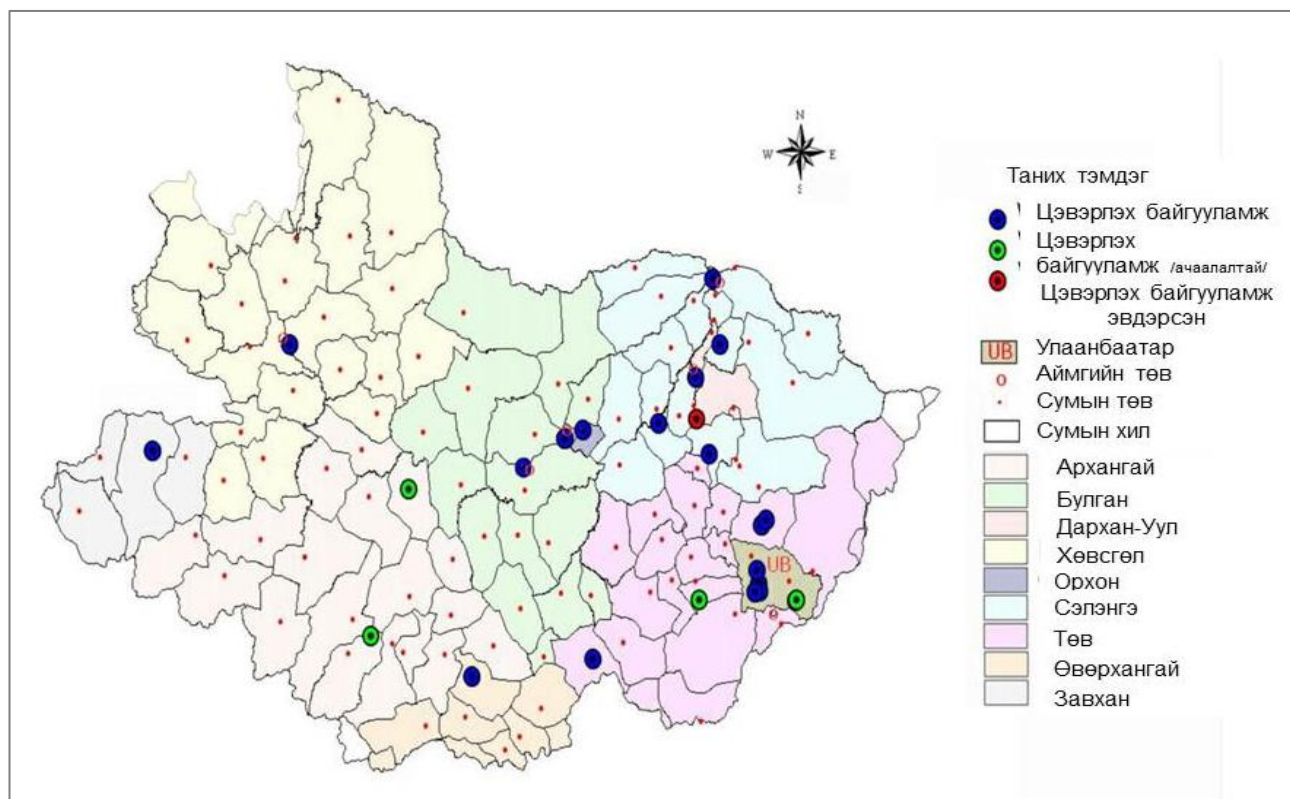 N
W E
S
Таних тэмдэг
Цэвэрлэх байгууламж
Цэвэрлэх
байгууламж /ачаалалтай/
Цэвэрлэх байгууламж
эвдэрсэн
UB Улаанбаатар
Аймгийн төв
Сумын төв
Сумын хил
Архангай
Булган
Дархан-Уул
Хөвсгөл
Орхон
Сэлэнгэ
Төв
Өвөрхангай
Завхан
UB